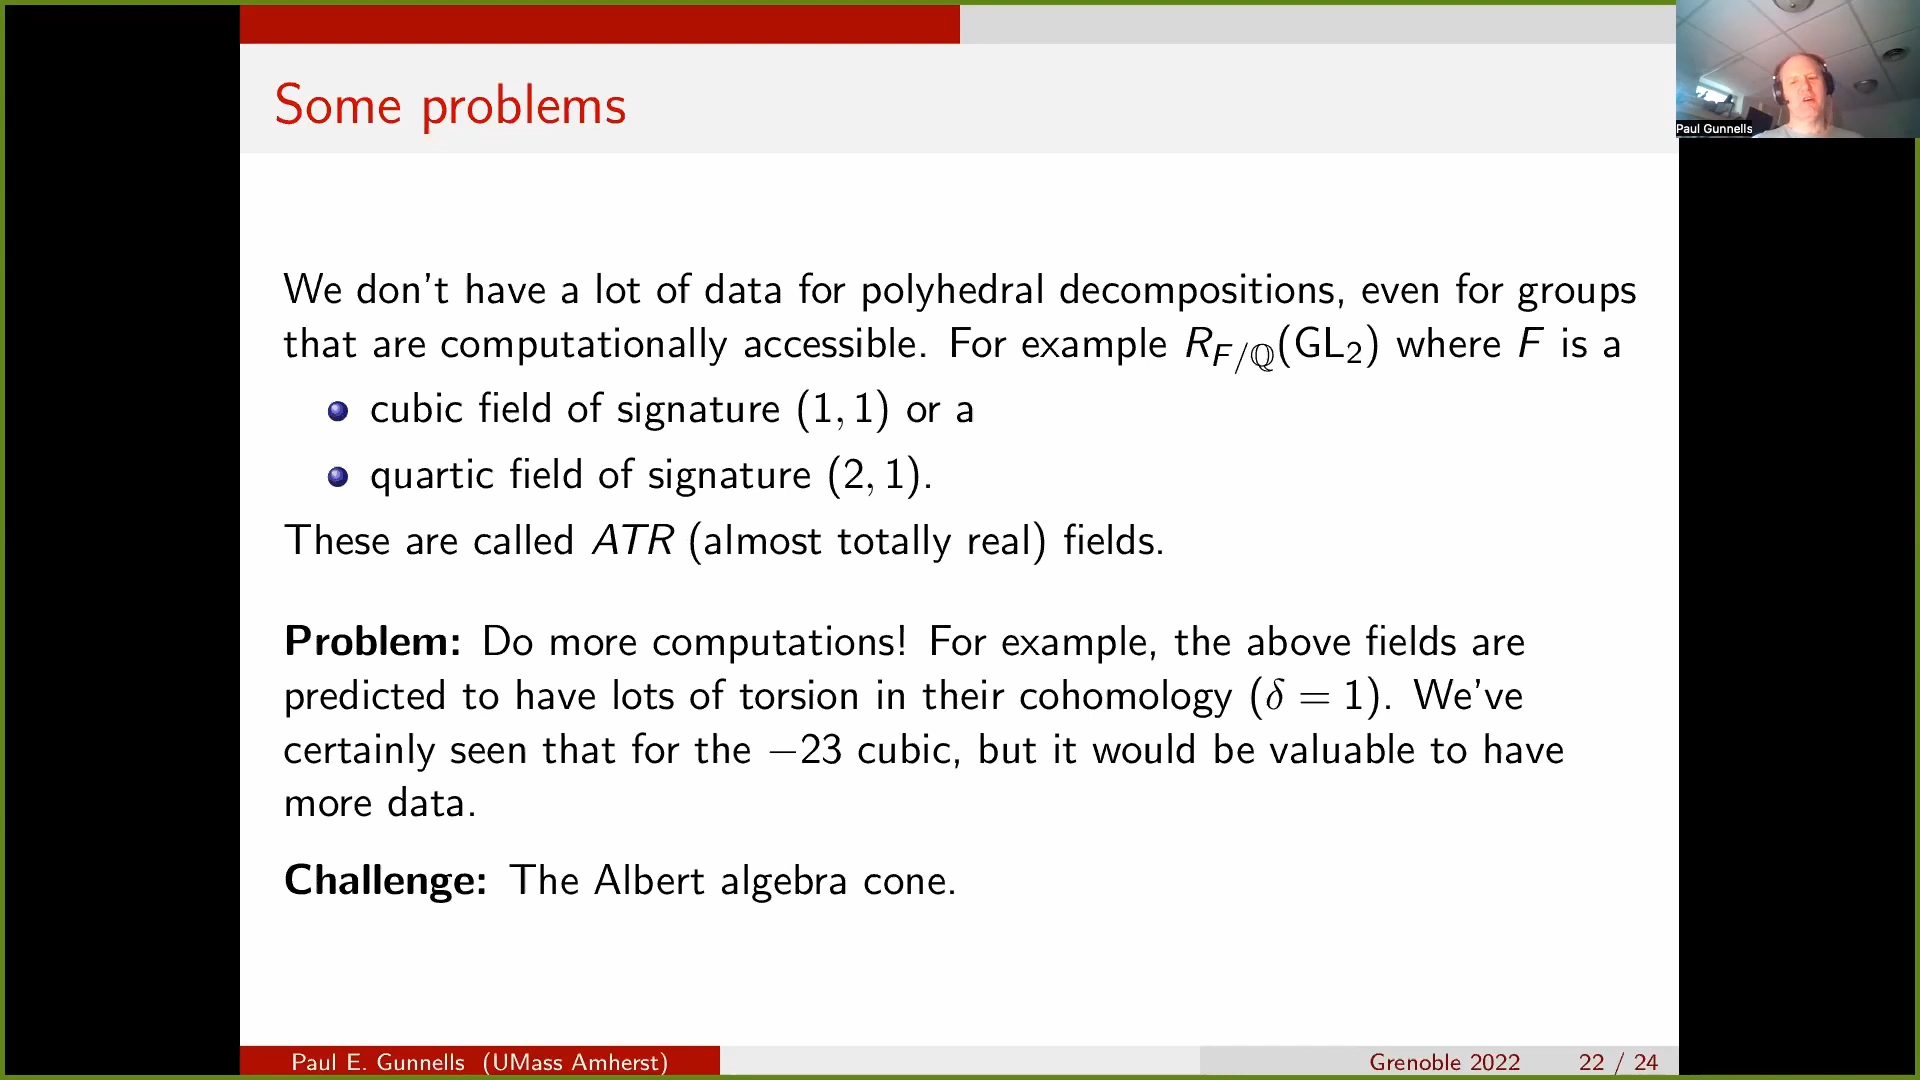 Some problems
Paul Gunnells
We don't have a lot of data for polyhedral decompositions, even for groups
that are computationally accessible. For example R_{F/ℚ}(GL₂) where F is a
cubic field of signature (1, 1) or a
quartic field of signature (2, 1).
These are called ATR (almost totally real) fields.
Problem: Do more computations! For example, the above fields are
predicted to have lots of torsion in their cohomology (δ = 1). We've
certainly seen that for the −23 cubic, but it would be valuable to have
more data.
Challenge: The Albert algebra cone.
Paul E. Gunnells (UMass Amherst) Grenoble 2022 22 / 24